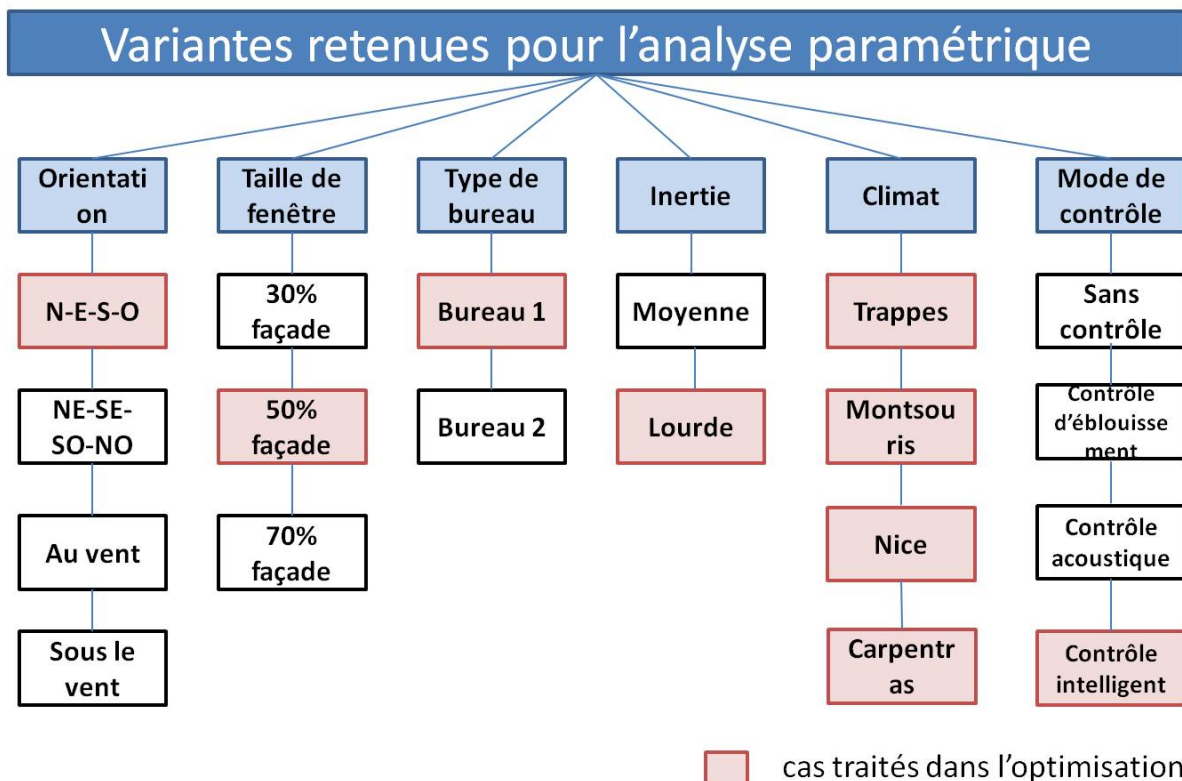 Variantes retenues pour l'analyse paramétrique
Orientati
on
Taille de
fenêtre
Type de
bureau
Inertie
Climat
Mode de
contrôle
N-E-S-O
30%
façade
Bureau 1
Moyenne
Trappes
Sans
contrôle
NE-SE-
SO-NO
50%
façade
Bureau 2
Lourde
Montsou
ris
Contrôle
d'éblouisse
ment
Au vent
70%
façade
Nice
Contrôle
acoustique
Sous le
vent
Carpentr
as
Contrôle
intelligent
cas traités dans l'optimisation